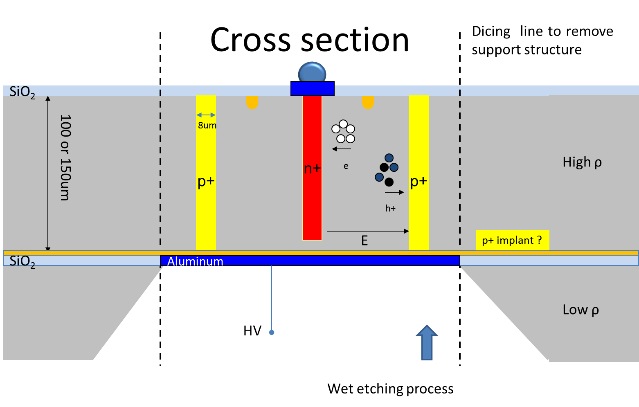 Cross section
Dicing line to remove
support structure
SiO₂
100 or 150um
8um
p+
n+
e
h+
p+
E
High ρ
p+ Implant ?
SiO₂
Aluminum
HV
Low ρ
Wet etching process